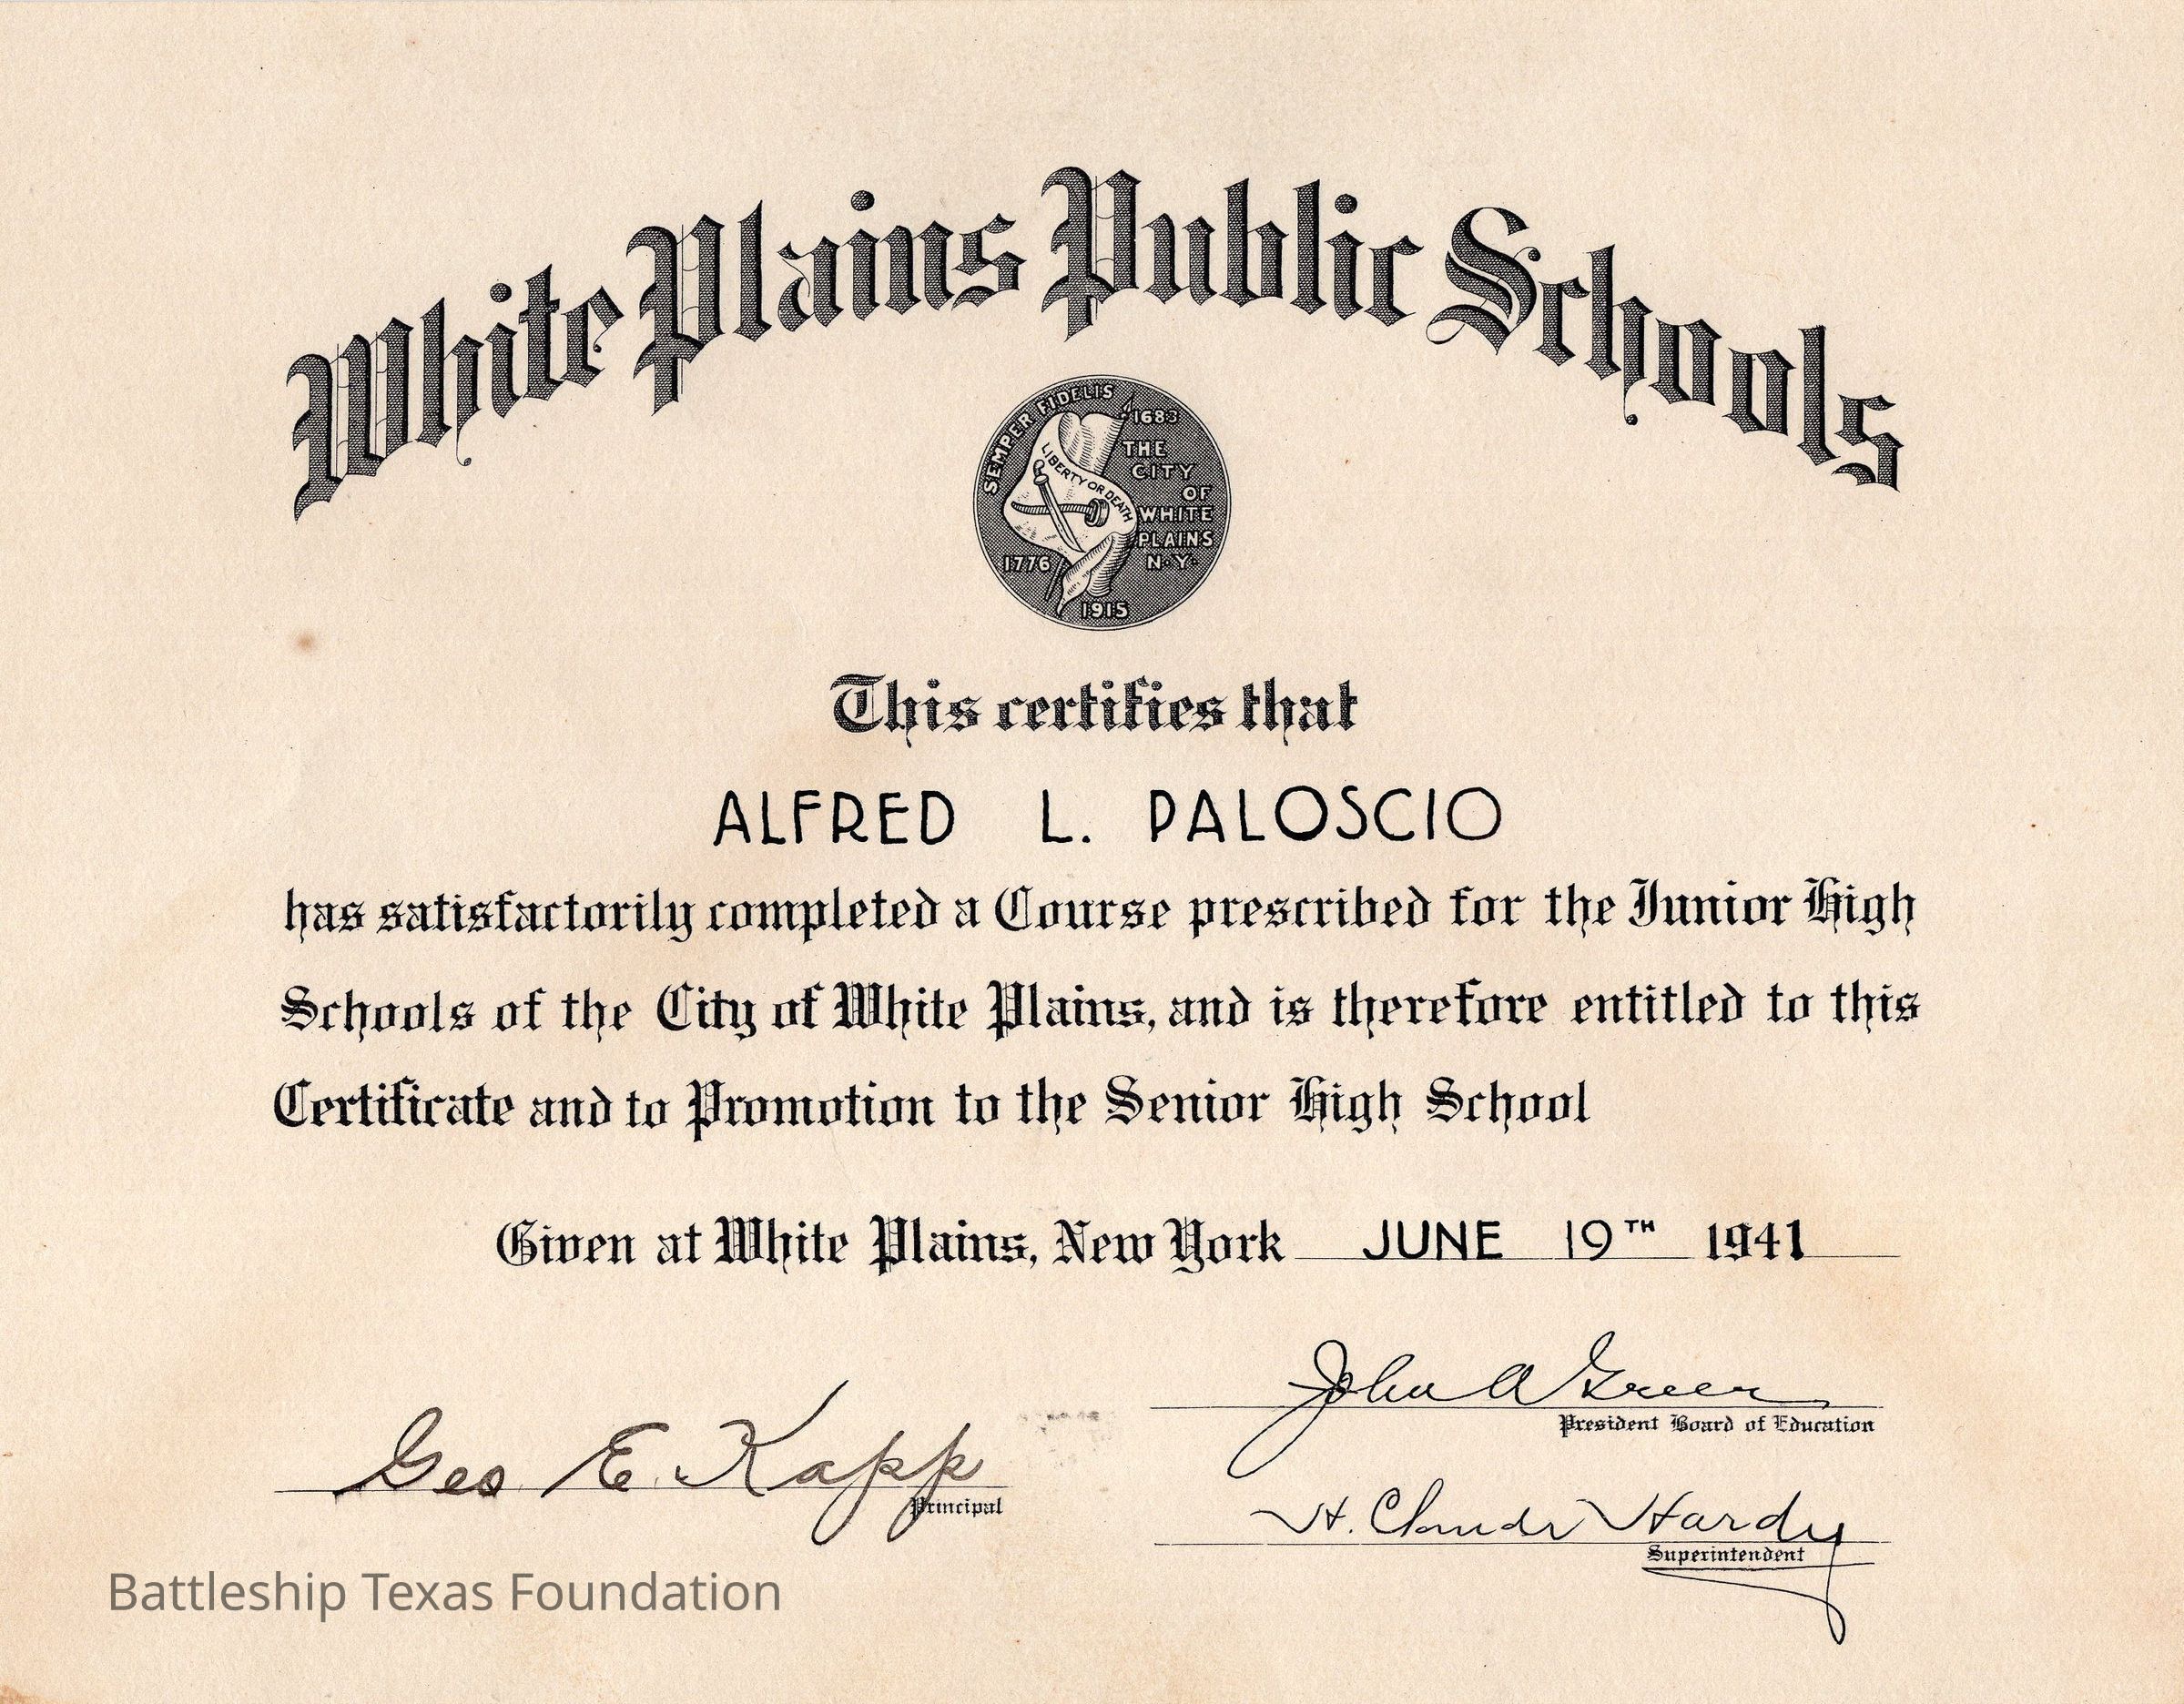 White Plains Public Schools
SEMPER FIDELIS
1683
THE
CITY
OF
WHITE
PLAINS
N.Y.
LIBERTY OR DEATH
1776
1915
This certifies that
ALFRED L. PALOSCIO
has satisfactorily completed a Course prescribed for the Junior High
Schools of the City of White Plains, and is therefore entitled to this
Certificate and to Promotion to the Senior High School
Given at White Plains, New York JUNE 19TH 1941
John A Greer
President Board of Education
Geo E. Kapp
Principal
H. Claude Hardy
Superintendent
Battleship Texas Foundation